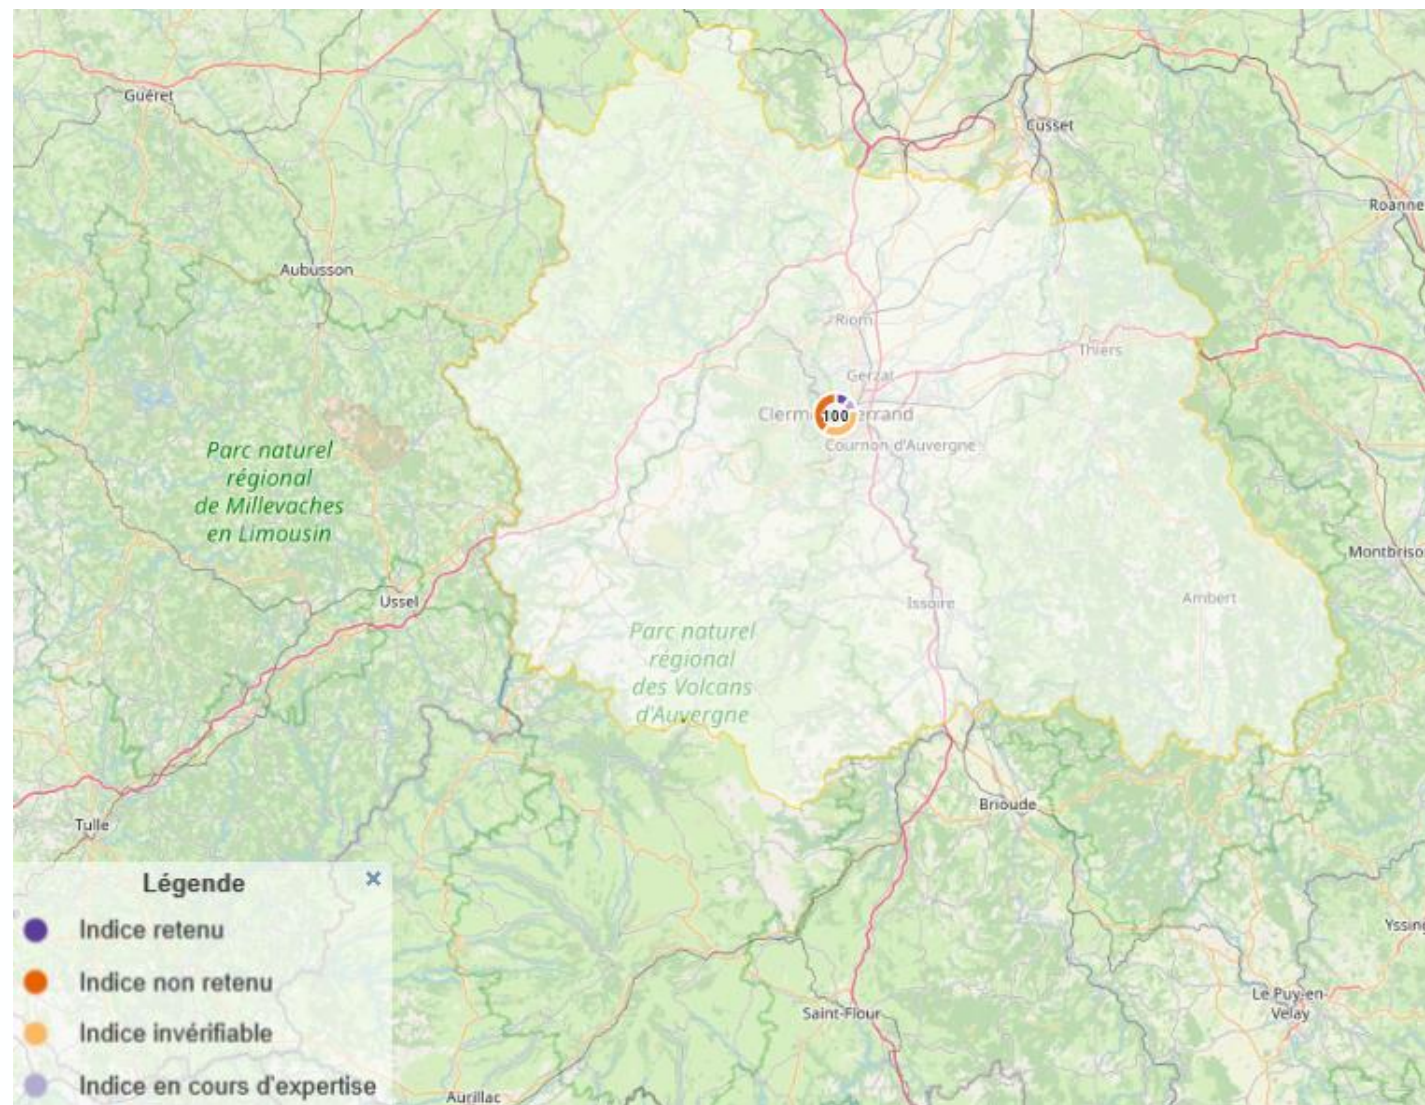 Guéret
Cusset
Roanne
Aubusson
Riom
Thiers
Gerzat
Clerm 100 errand
Cournon d'Auvergne
Parc naturel
régional
de Millevaches
en Limousin
Montbriso
Ussel
Issoire
Ambert
Parc naturel
régional
des Volcans
d'Auvergne
Brioude
Tulle
Légende
Indice retenu
Indice non retenu
Indice invérifiable
Indice en cours d'expertise
Yssing
Le Puy-en-
Velay
Saint-Flour
Aurillac